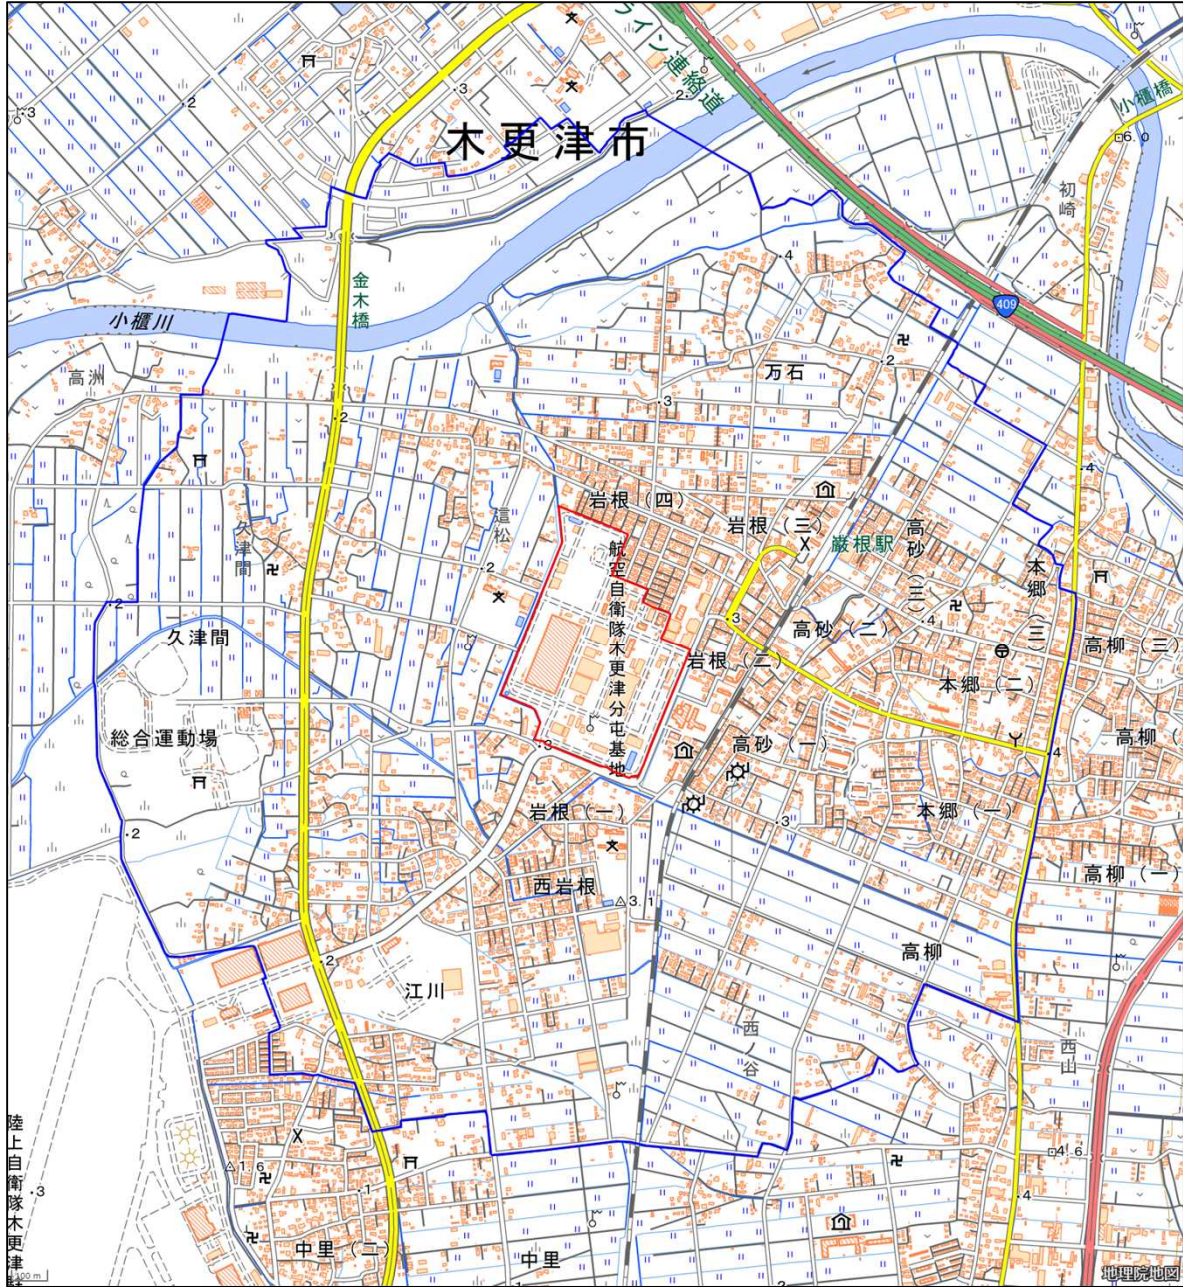 ライン連絡道
木更津市
小櫃橋
6.0
初崎
金木橋
小櫃川
409
高洲
万石
岩根（四）
岩根（三）
巌根駅
高砂（三）
本郷（三）
久津間
航空自衛隊木更津分屯基地
久津間
高砂（二）
高柳（三）
岩根（二）
本郷（二）
総合運動場
高砂（一）
高柳（
岩根（一）
本郷（一）
西岩根
3.1
高柳（一）
高柳
江川
西ノ谷
西山
陸上自衛隊木更津駐
1.6
4.6
中里（二）
中里
100 m
地理院地図